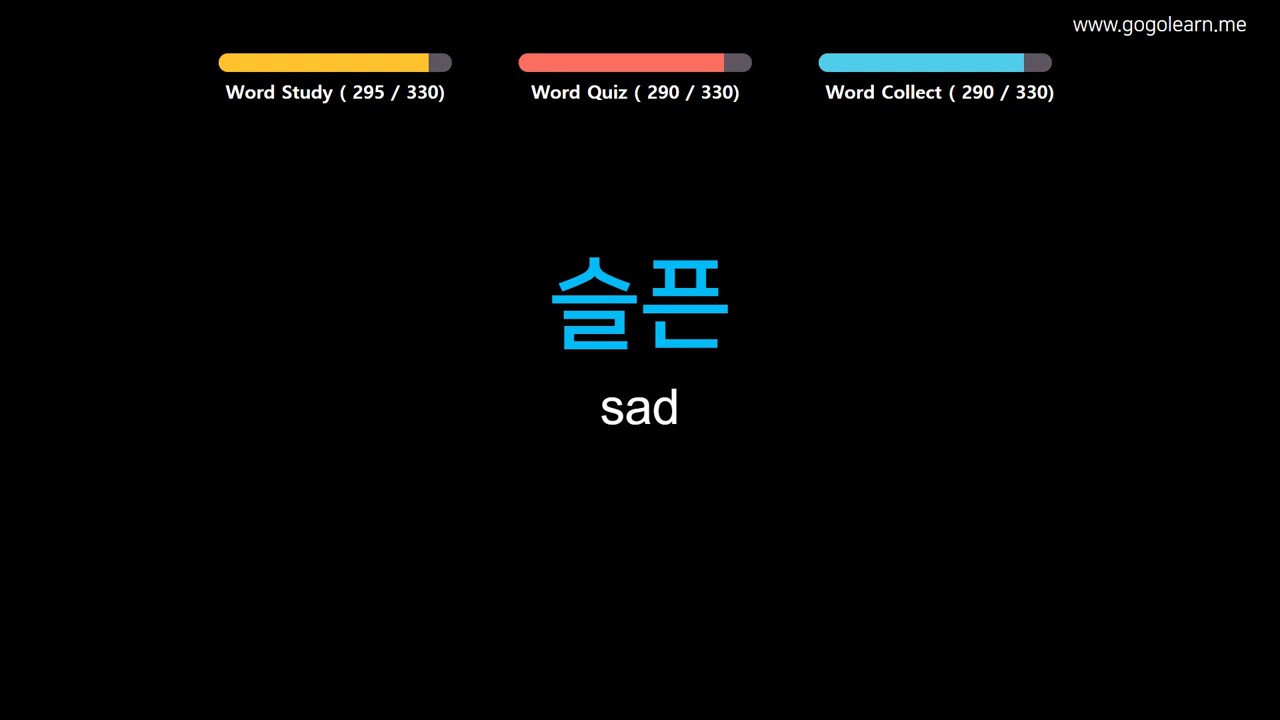 www.gogolearn.me
Word Study ( 295 / 330)
Word Quiz ( 290 / 330)
Word Collect ( 290 / 330)
슬픈
sad